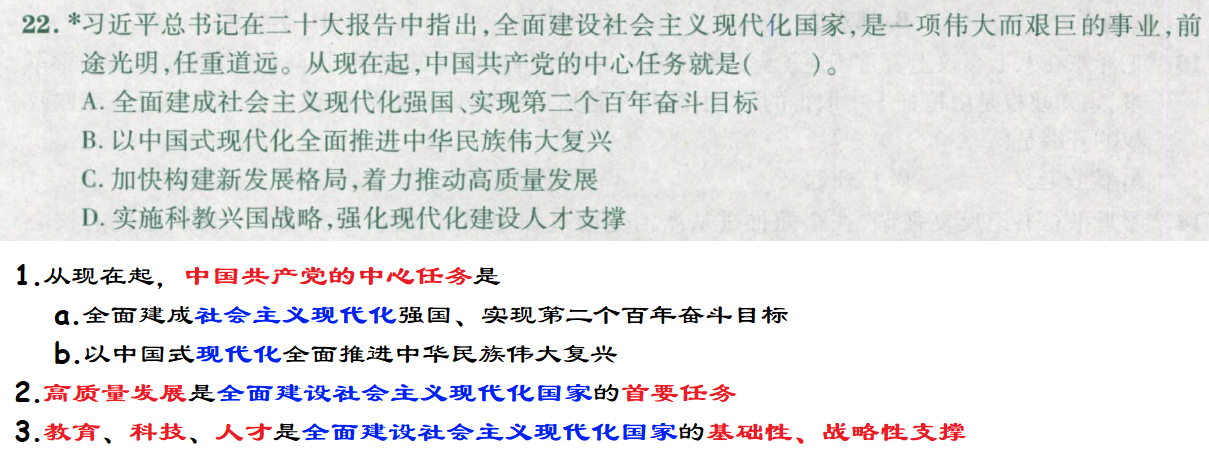 22. *习近平总书记在二十大报告中指出,全面建设社会主义现代化国家,是一项伟大而艰巨的事业,前
途光明,任重道远。从现在起,中国共产党的中心任务就是(    )。
A. 全面建成社会主义现代化强国、实现第二个百年奋斗目标
B. 以中国式现代化全面推进中华民族伟大复兴
C. 加快构建新发展格局,着力推动高质量发展
D. 实施科教兴国战略,强化现代化建设人才支撑
1.从现在起，中国共产党的中心任务是
a.全面建成社会主义现代化强国、实现第二个百年奋斗目标
b.以中国式现代化全面推进中华民族伟大复兴
2.高质量发展是全面建设社会主义现代化国家的首要任务
3.教育、科技、人才是全面建设社会主义现代化国家的基础性、战略性支撑